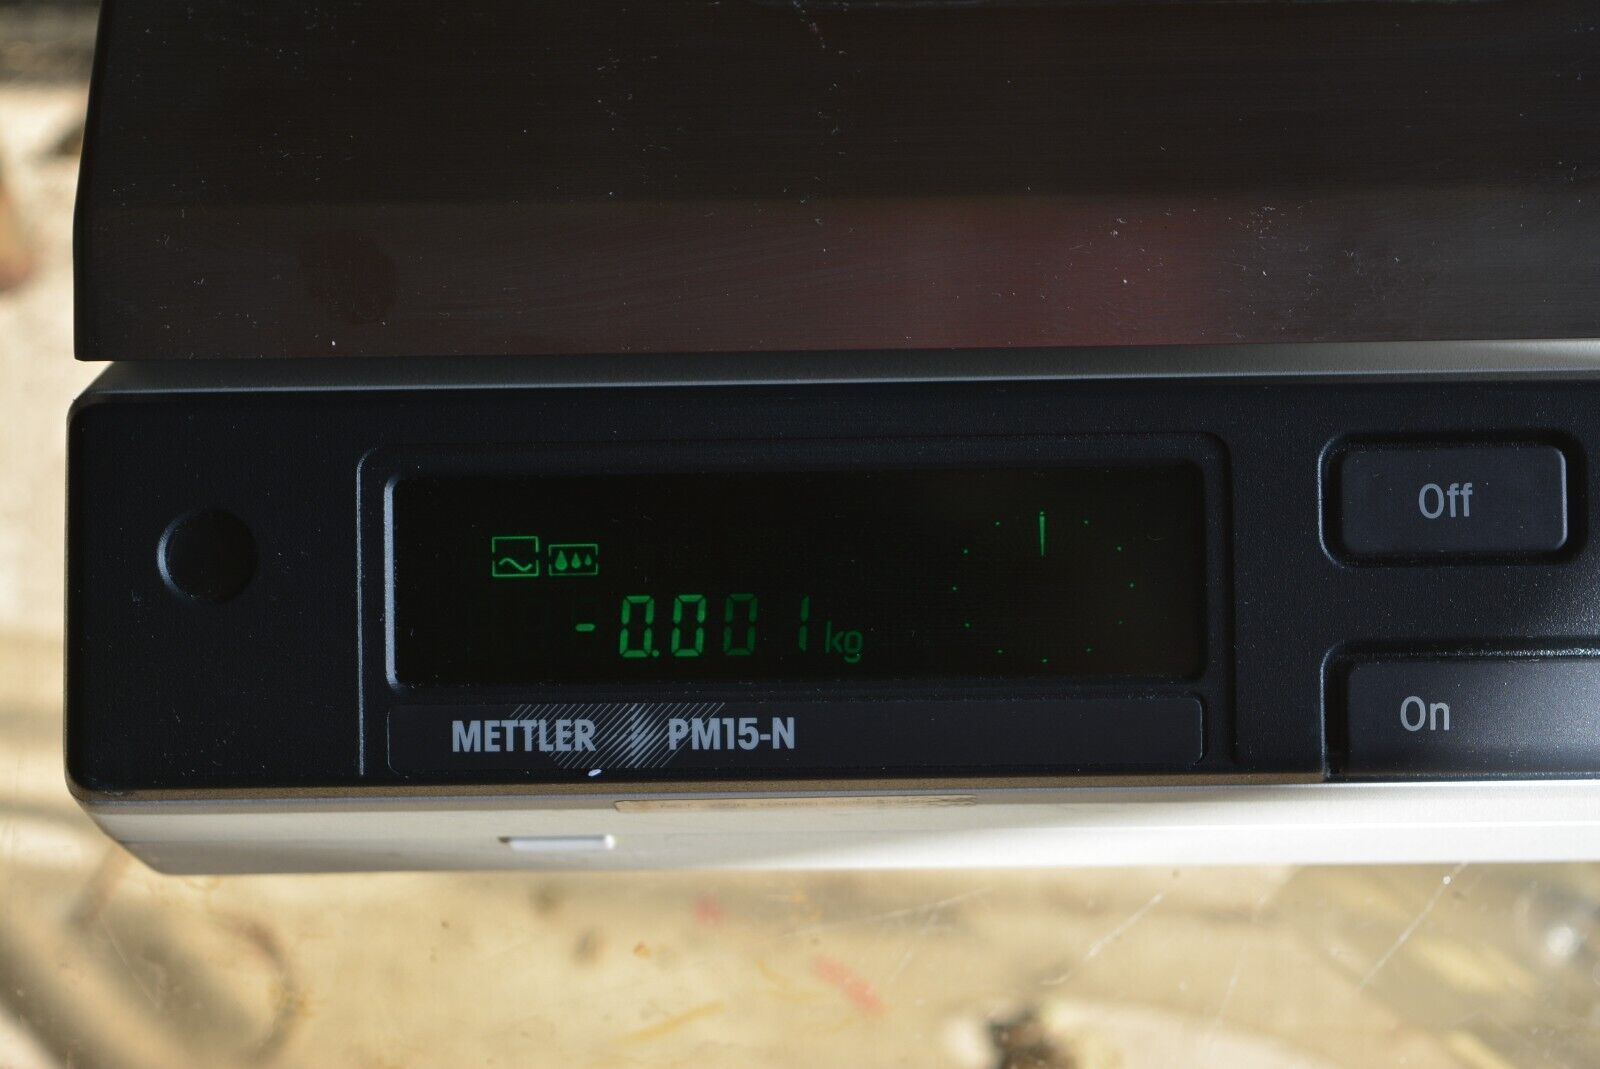 Off
-0.001 kg
On
METTLER PM15-N